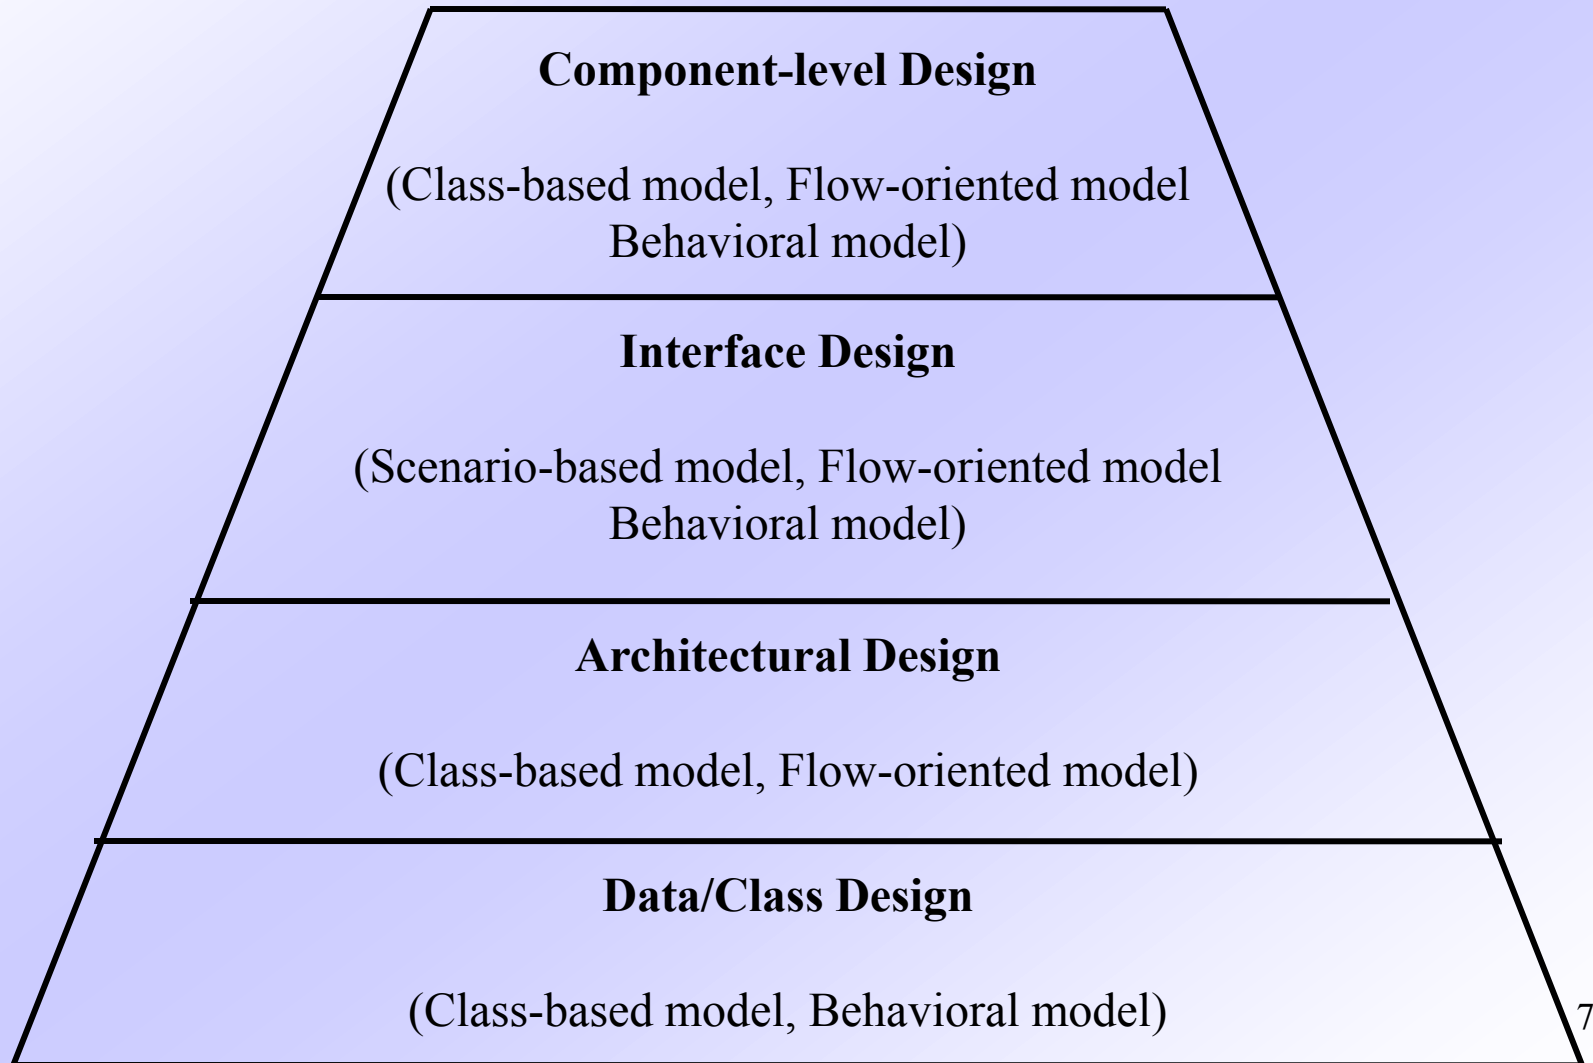 Component-level Design
(Class-based model, Flow-oriented model
Behavioral model)
Interface Design
(Scenario-based model, Flow-oriented model
Behavioral model)
Architectural Design
(Class-based model, Flow-oriented model)
Data/Class Design
(Class-based model, Behavioral model)
7